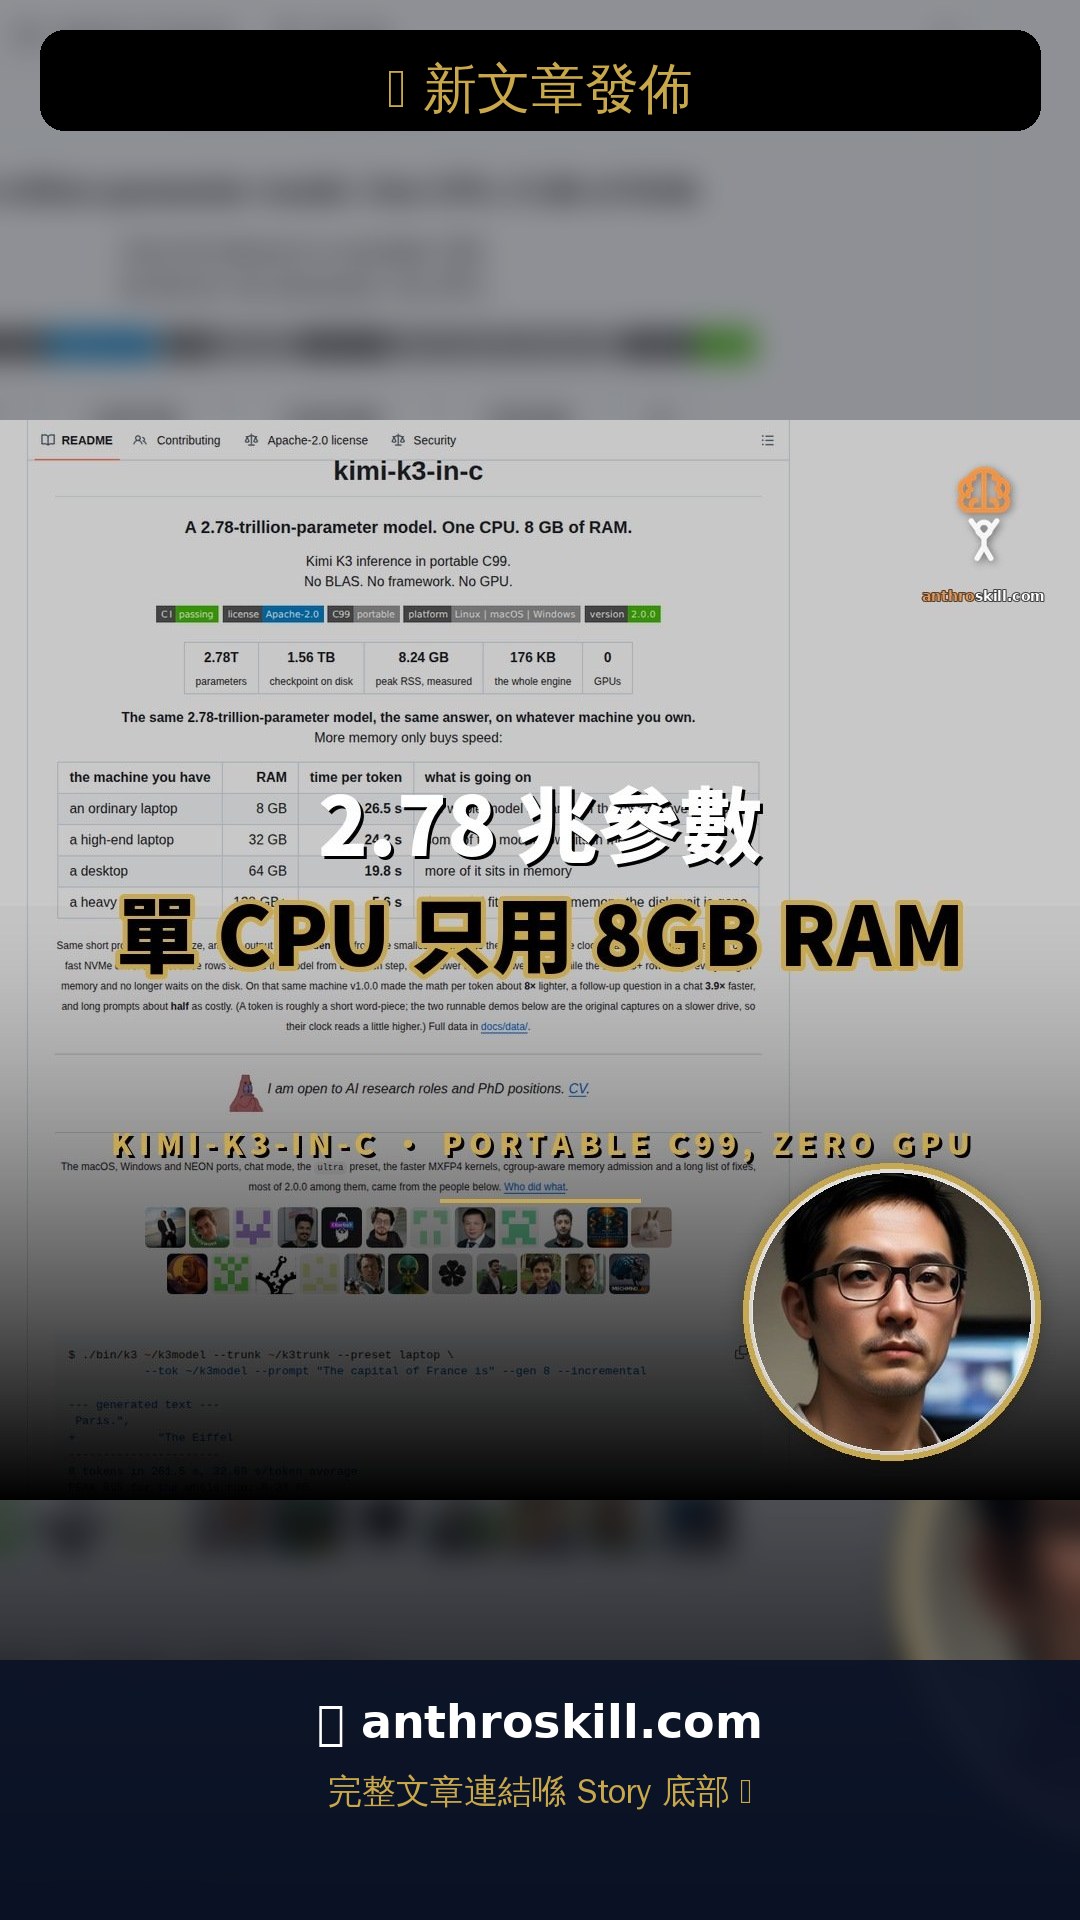 新文章發佈
README Contributing Apache-2.0 license Security
kimi-k3-in-c
A 2.78-trillion-parameter model. One CPU. 8 GB of RAM.
Kimi K3 inference in portable C99.
No BLAS. No framework. No GPU.
CI passing license Apache-2.0 C99 portable platform Linux | macOS | Windows version 2.0.0
anthroskill.com
2.78T 1.56 TB 8.24 GB 176 KB 0
parameters checkpoint on disk peak RSS, measured the whole engine GPUs
The same 2.78-trillion-parameter model, the same answer, on whatever machine you own.
More memory only buys speed:
the machine you have RAM time per token what is going on
an ordinary laptop 8 GB 26.5 s
2.78 兆參數
a high-end laptop 32 GB
a desktop 64 GB 19.8 s more of it sits in memory
a heavy
單 CPU 只用 8GB RAM
Same short
fast NVMe
memory and no longer waits on the disk. On that same machine v1.0.0 made the math per token about 8× lighter, a follow-up question in a chat 3.9× faster,
and long prompts about half as costly. (A token is roughly a short word-piece; the two runnable demos below are the original captures on a slower drive, so
their clock reads a little higher.) Full data in docs/data/.
I am open to AI research roles and PhD positions. CV.
KIMI-K3-IN-C · PORTABLE C99, ZERO GPU
The macOS, Windows and NEON ports, chat mode, the ultra preset, the faster MXFP4 kernels, cgroup-aware memory admission and a long list of fixes,
most of 2.0.0 among them, came from the people below. Who did what.
$ ./bin/k3 ~/k3model --trunk ~/k3trunk --preset laptop \
--tok ~/k3model --prompt "The capital of France is" --gen 8 --incremental
--- generated text ---
Paris.",
+ "The Eiffel
anthroskill.com
完整文章連結喺 Story 底部